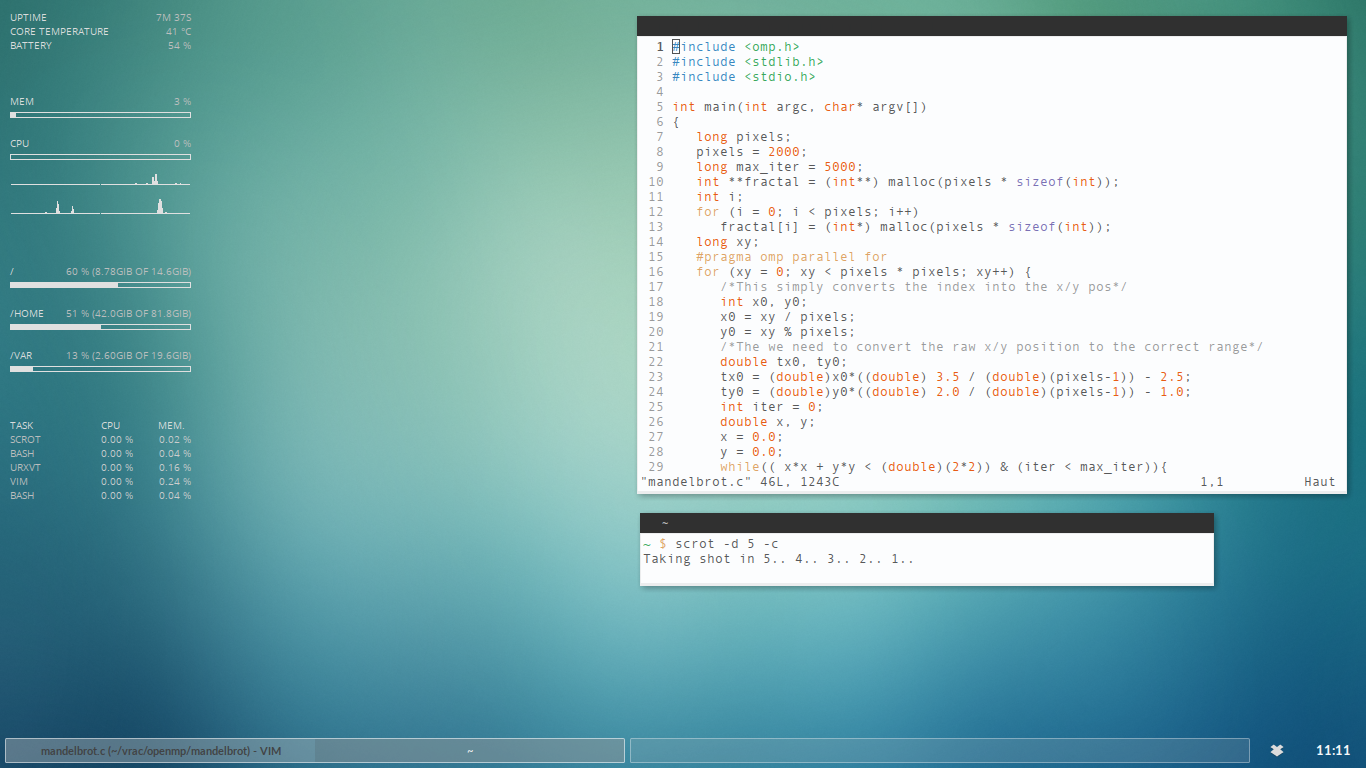 UPTIME 7M 37S
CORE TEMPERATURE 41 °C
BATTERY 54 %
MEM 3 %
CPU 0 %
/ 60 % (8.78GIB OF 14.6GIB)
/HOME 51 % (42.0GIB OF 81.8GIB)
/VAR 13 % (2.60GIB OF 19.6GIB)
TASK CPU MEM.
SCROT 0.00 % 0.02 %
BASH 0.00 % 0.04 %
URXVT 0.00 % 0.16 %
VIM 0.00 % 0.24 %
BASH 0.00 % 0.04 %
1 #include <omp.h>
2 #include <stdlib.h>
3 #include <stdio.h>
4
5 int main(int argc, char* argv[])
6 {
7 long pixels;
8 pixels = 2000;
9 long max_iter = 5000;
10 int **fractal = (int**) malloc(pixels * sizeof(int));
11 int i;
12 for (i = 0; i < pixels; i++)
13 fractal[i] = (int*) malloc(pixels * sizeof(int));
14 long xy;
15 #pragma omp parallel for
16 for (xy = 0; xy < pixels * pixels; xy++) {
17 /*This simply converts the index into the x/y pos*/
18 int x0, y0;
19 x0 = xy / pixels;
20 y0 = xy % pixels;
21 /*The we need to convert the raw x/y position to the correct range*/
22 double tx0, ty0;
23 tx0 = (double)x0*((double) 3.5 / (double)(pixels-1)) - 2.5;
24 ty0 = (double)y0*((double) 2.0 / (double)(pixels-1)) - 1.0;
25 int iter = 0;
26 double x, y;
27 x = 0.0;
28 y = 0.0;
29 while(( x*x + y*y < (double)(2*2)) & (iter < max_iter)){
"mandelbrot.c" 46L, 1243C 1,1 Haut
~
~ $ scrot -d 5 -c
Taking shot in 5.. 4.. 3.. 2.. 1..
mandelbrot.c (~/vrac/openmp/mandelbrot) - VIM
~
11:11